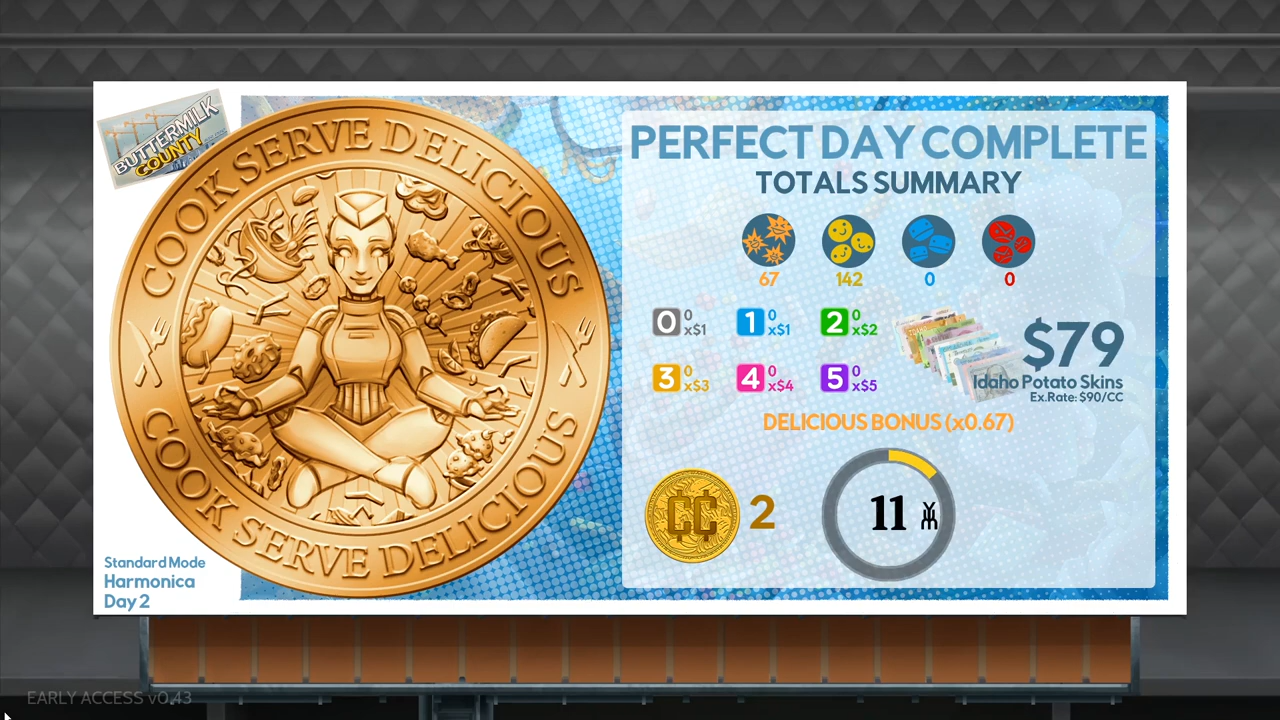 BUTTERMILK
COUNTY
COOK SERVE DELICIOUS
COOK SERVE DELICIOUS
PERFECT DAY COMPLETE
TOTALS SUMMARY
67 142 0 0
0 0 x$1 1 0 x$1 2 0 x$2
3 0 x$3 4 0 x$4 5 0 x$5
$79
Idaho Potato Skins
Ex.Rate: $90/CC
DELICIOUS BONUS (x0.67)
CC 2 11
Standard Mode
Harmonica
Day 2
EARLY ACCESS v0.43